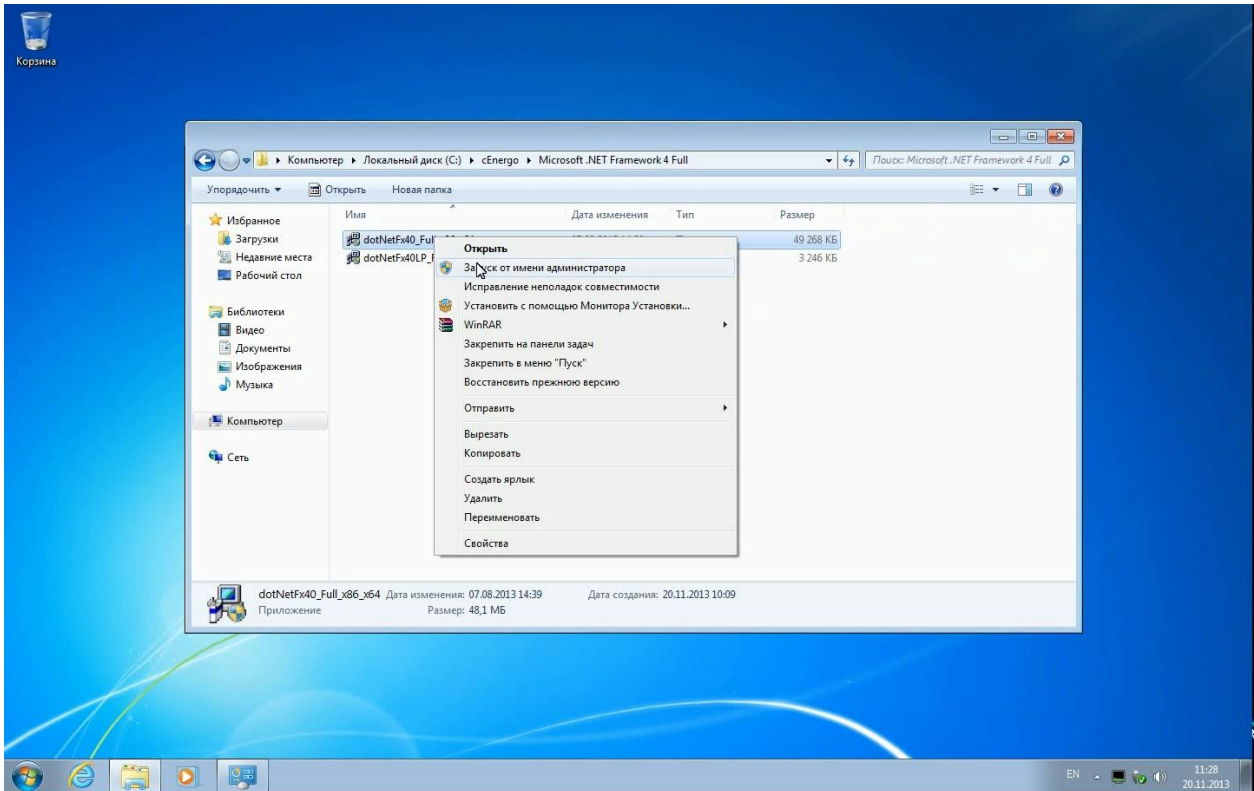 Корзина
Компьютер Локальный диск (C:) cEnergo Microsoft .NET Framework 4 Full
Поиск: Microsoft .NET Framework 4 Full
Упорядочить Открыть Новая папка
Имя Дата изменения Тип Размер
Избранное
Загрузки
Недавние места
Рабочий стол
Библиотеки
Видео
Документы
Изображения
Музыка
Компьютер
Сеть
dotNetFx40_Ful 49 268 КБ
dotNetFx40LP_ 3 246 КБ
Открыть
Запуск от имени администратора
Исправление неполадок совместимости
Установить с помощью Монитора Установки...
WinRAR
Закрепить на панели задач
Закрепить в меню "Пуск"
Восстановить прежнюю версию
Отправить
Вырезать
Копировать
Создать ярлык
Удалить
Переименовать
Свойства
dotNetFx40_Full_x86_x64 Дата изменения: 07.08.2013 14:39 Дата создания: 20.11.2013 10:09
Приложение Размер: 48,1 МБ
EN 11:28
20.11.2013